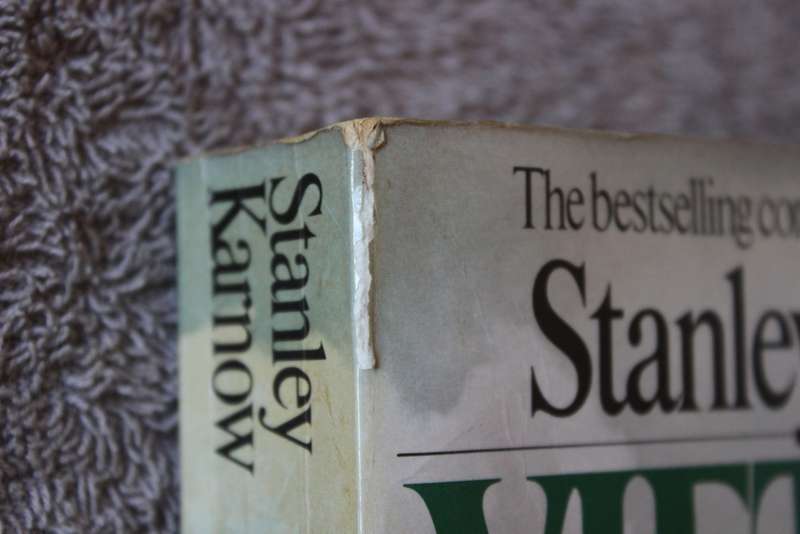 Stanley
Karnow
The bestselling
Stanley